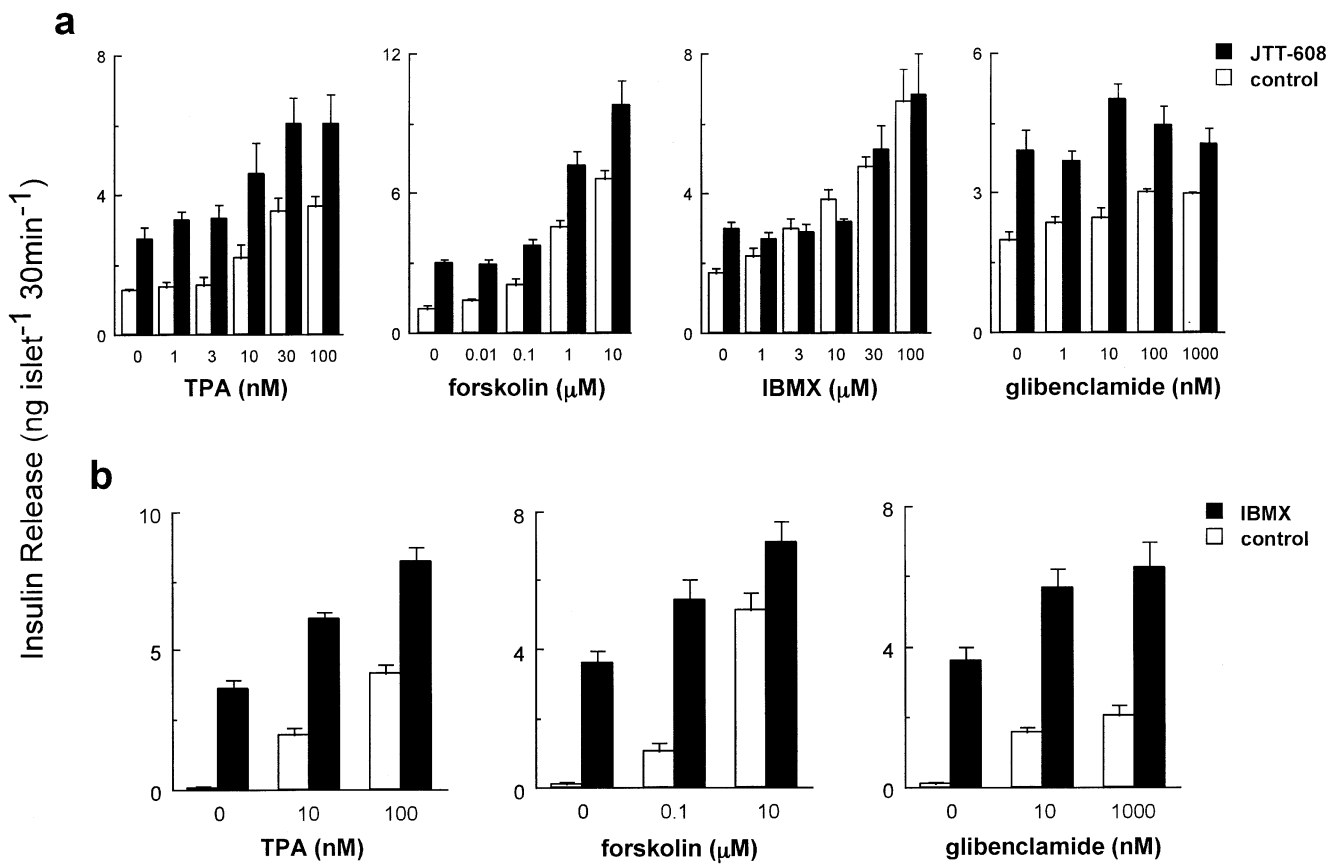 a
Insulin Release (ng islet⁻¹ 30min⁻¹)
8
4
0
0 1 3 10 30 100
TPA (nM)
12
6
0
0 0.01 0.1 1 10
forskolin (μM)
8
4
0
0 1 3 10 30 100
IBMX (μM)
6
3
0
0 1 10 100 1000
glibenclamide (nM)
JTT-608
control
b
10
5
0
0 10 100
TPA (nM)
8
4
0
0 0.1 10
forskolin (μM)
8
4
0
0 10 1000
glibenclamide (nM)
IBMX
control